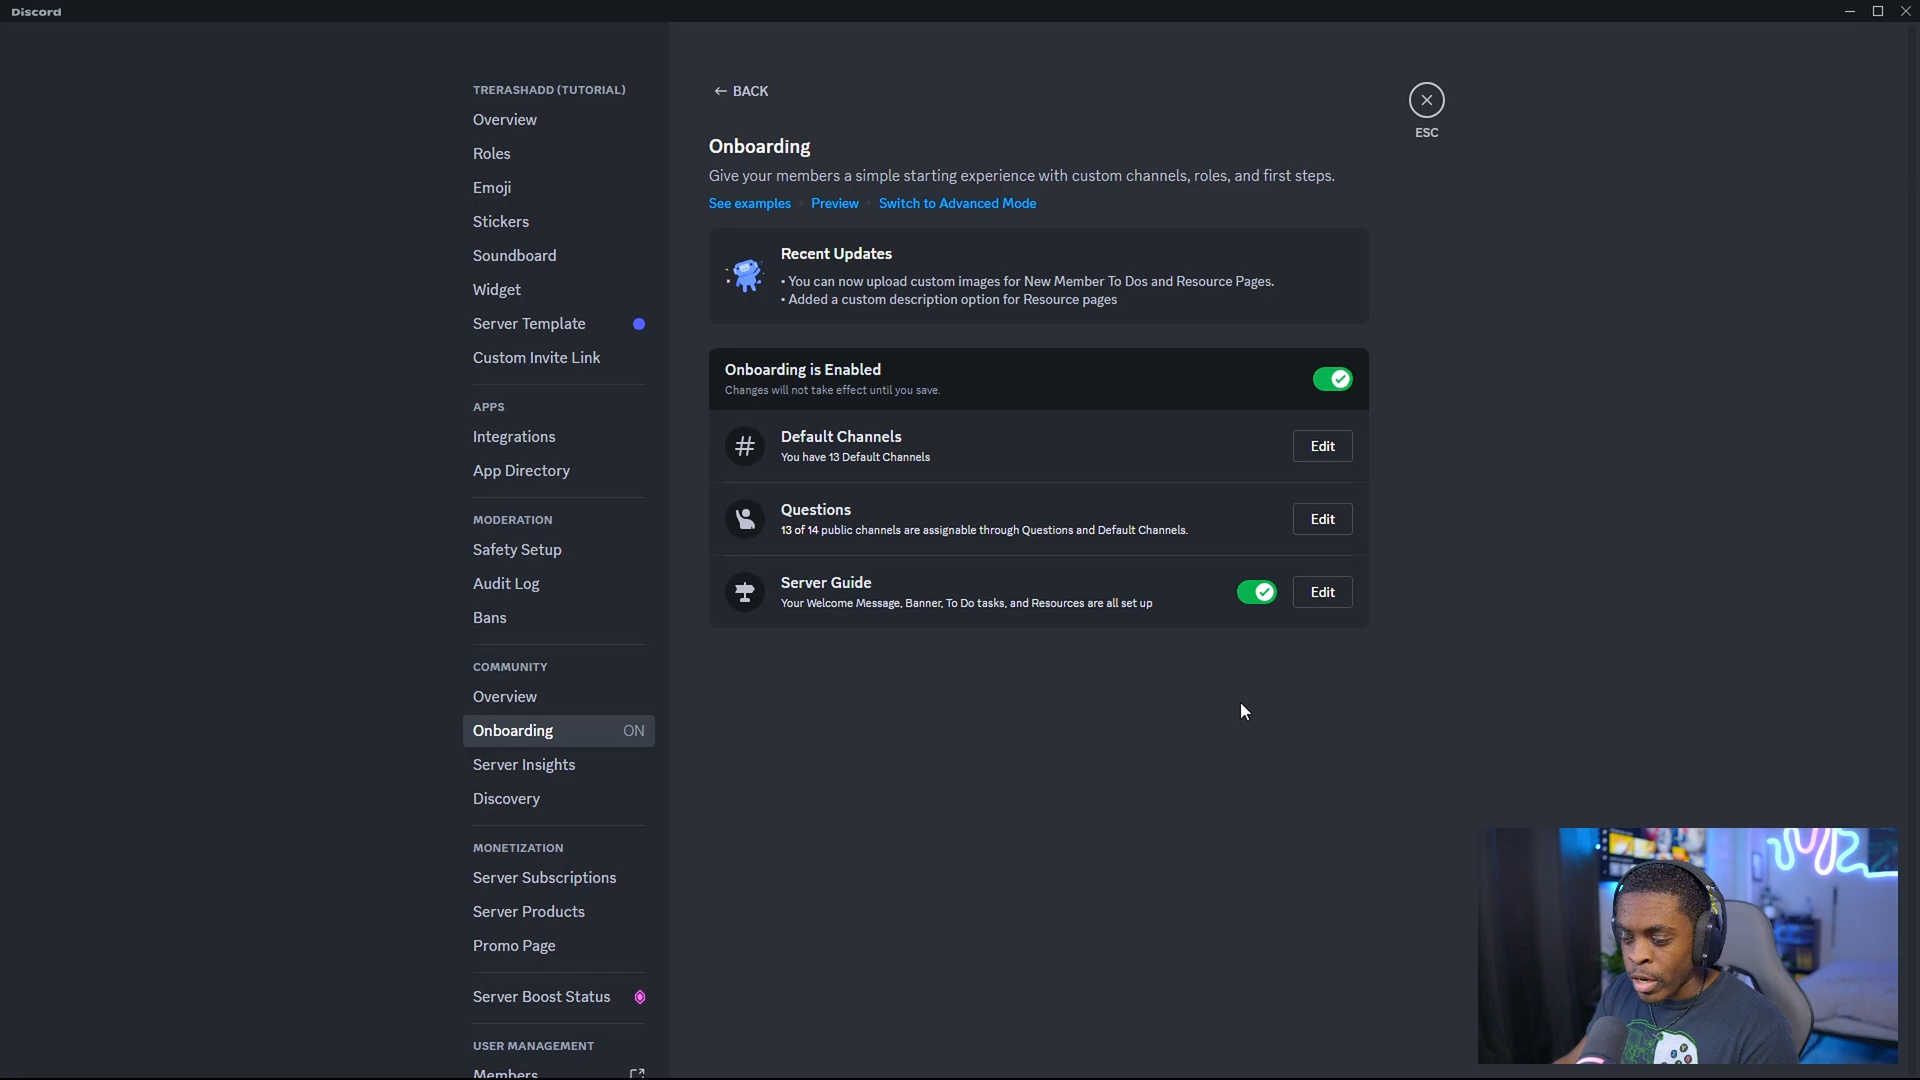 Discord
TRERASHADD (TUTORIAL)
Overview
Roles
Emoji
Stickers
Soundboard
Widget
Server Template
Custom Invite Link
APPS
Integrations
App Directory
MODERATION
Safety Setup
Audit Log
Bans
COMMUNITY
Overview
Onboarding ON
Server Insights
Discovery
MONETIZATION
Server Subscriptions
Server Products
Promo Page
Server Boost Status
USER MANAGEMENT
Members
← BACK
ESC
Onboarding
Give your members a simple starting experience with custom channels, roles, and first steps.
See examples Preview Switch to Advanced Mode
Recent Updates
• You can now upload custom images for New Member To Dos and Resource Pages.
• Added a custom description option for Resource pages
Onboarding is Enabled
Changes will not take effect until you save.
Default Channels
You have 13 Default Channels
Edit
Questions
13 of 14 public channels are assignable through Questions and Default Channels.
Edit
Server Guide
Your Welcome Message, Banner, To Do tasks, and Resources are all set up
Edit